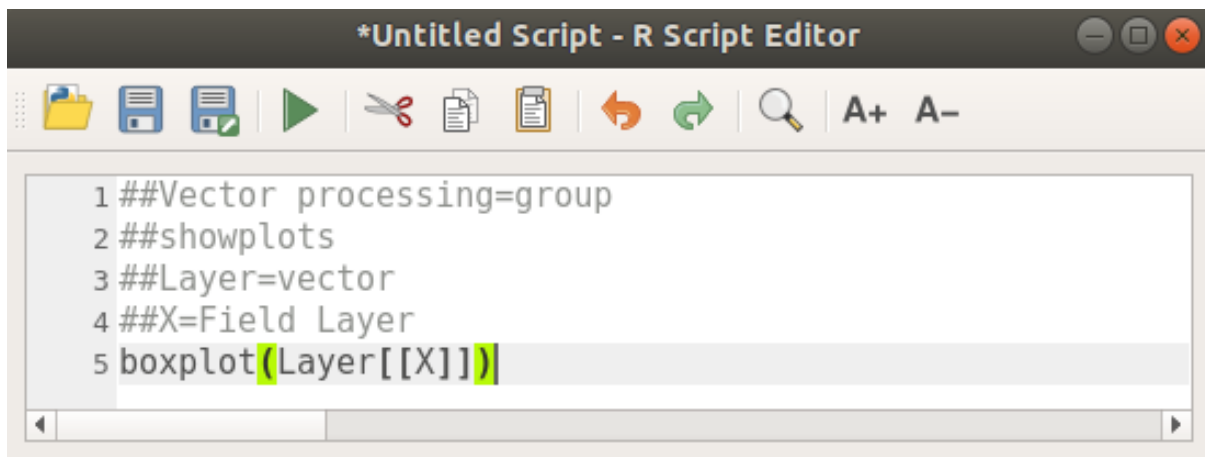 *Untitled Script - R Script Editor
A+ A-
1 ##Vector processing=group
2 ##showplots
3 ##Layer=vector
4 ##X=Field Layer
5 boxplot(Layer[[X]])